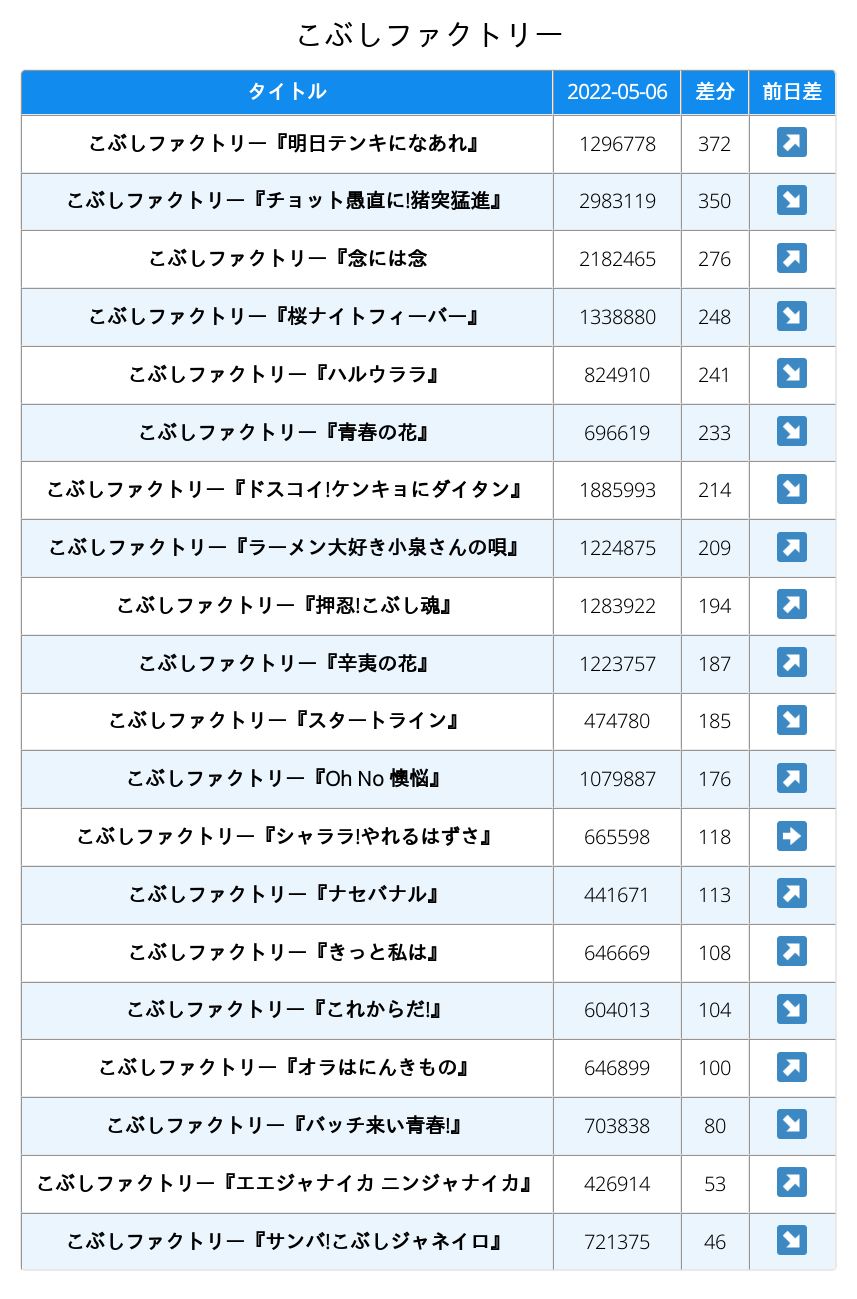 こぶしファクトリー
タイトル 2022-05-06 差分 前日差
こぶしファクトリー『明日テンキになあれ』 1296778 372 ↗
こぶしファクトリー『チョット愚直に!猪突猛進』 2983119 350 ↘
こぶしファクトリー『念には念 2182465 276 ↗
こぶしファクトリー『桜ナイトフィーバー』 1338880 248 ↘
こぶしファクトリー『ハルウララ』 824910 241 ↘
こぶしファクトリー『青春の花』 696619 233 ↘
こぶしファクトリー『ドスコイ!ケンキョにダイタン』 1885993 214 ↘
こぶしファクトリー『ラーメン大好き小泉さんの唄』 1224875 209 ↗
こぶしファクトリー『押忍!こぶし魂』 1283922 194 ↗
こぶしファクトリー『辛夷の花』 1223757 187 ↗
こぶしファクトリー『スタートライン』 474780 185 ↘
こぶしファクトリー『Oh No 懊悩』 1079887 176 ↗
こぶしファクトリー『シャララ!やれるはずさ』 665598 118 →
こぶしファクトリー『ナセバナル』 441671 113 ↗
こぶしファクトリー『きっと私は』 646669 108 ↗
こぶしファクトリー『これからだ!』 604013 104 ↘
こぶしファクトリー『オラはにんきもの』 646899 100 ↗
こぶしファクトリー『バッチ来い青春!』 703838 80 ↘
こぶしファクトリー『エエジャナイカ ニンジャナイカ』 426914 53 ↗
こぶしファクトリー『サンバ!こぶしジャネイロ』 721375 46 ↘